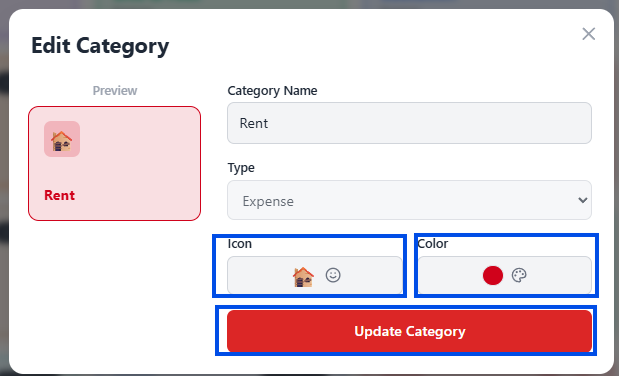 Edit Category
Preview
Rent
Category Name
Rent
Type
Expense
Icon
Color
Update Category